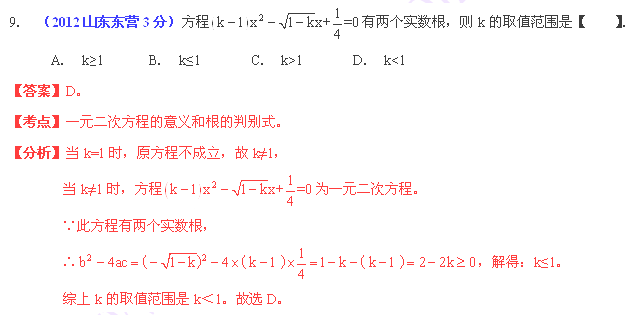 9. （2012山东东营3分）方程(k－1)x²－√(1－k)x+1/4=0有两个实数根，则k的取值范围是【 】.
A. k≥1 B. k≤1 C. k>1 D. k<1
【答案】D。
【考点】一元二次方程的意义和根的判别式。
【分析】当k=1时，原方程不成立，故k≠1，
当k≠1时，方程(k－1)x²－√(1－k)x+1/4=0为一元二次方程。
∵此方程有两个实数根，
∴b²－4ac=(－√(1－k))²－4×(k－1)×1/4=1－k－(k－1)=2－2k≥0，解得：k≤1。
综上k的取值范围是k＜1。故选D。